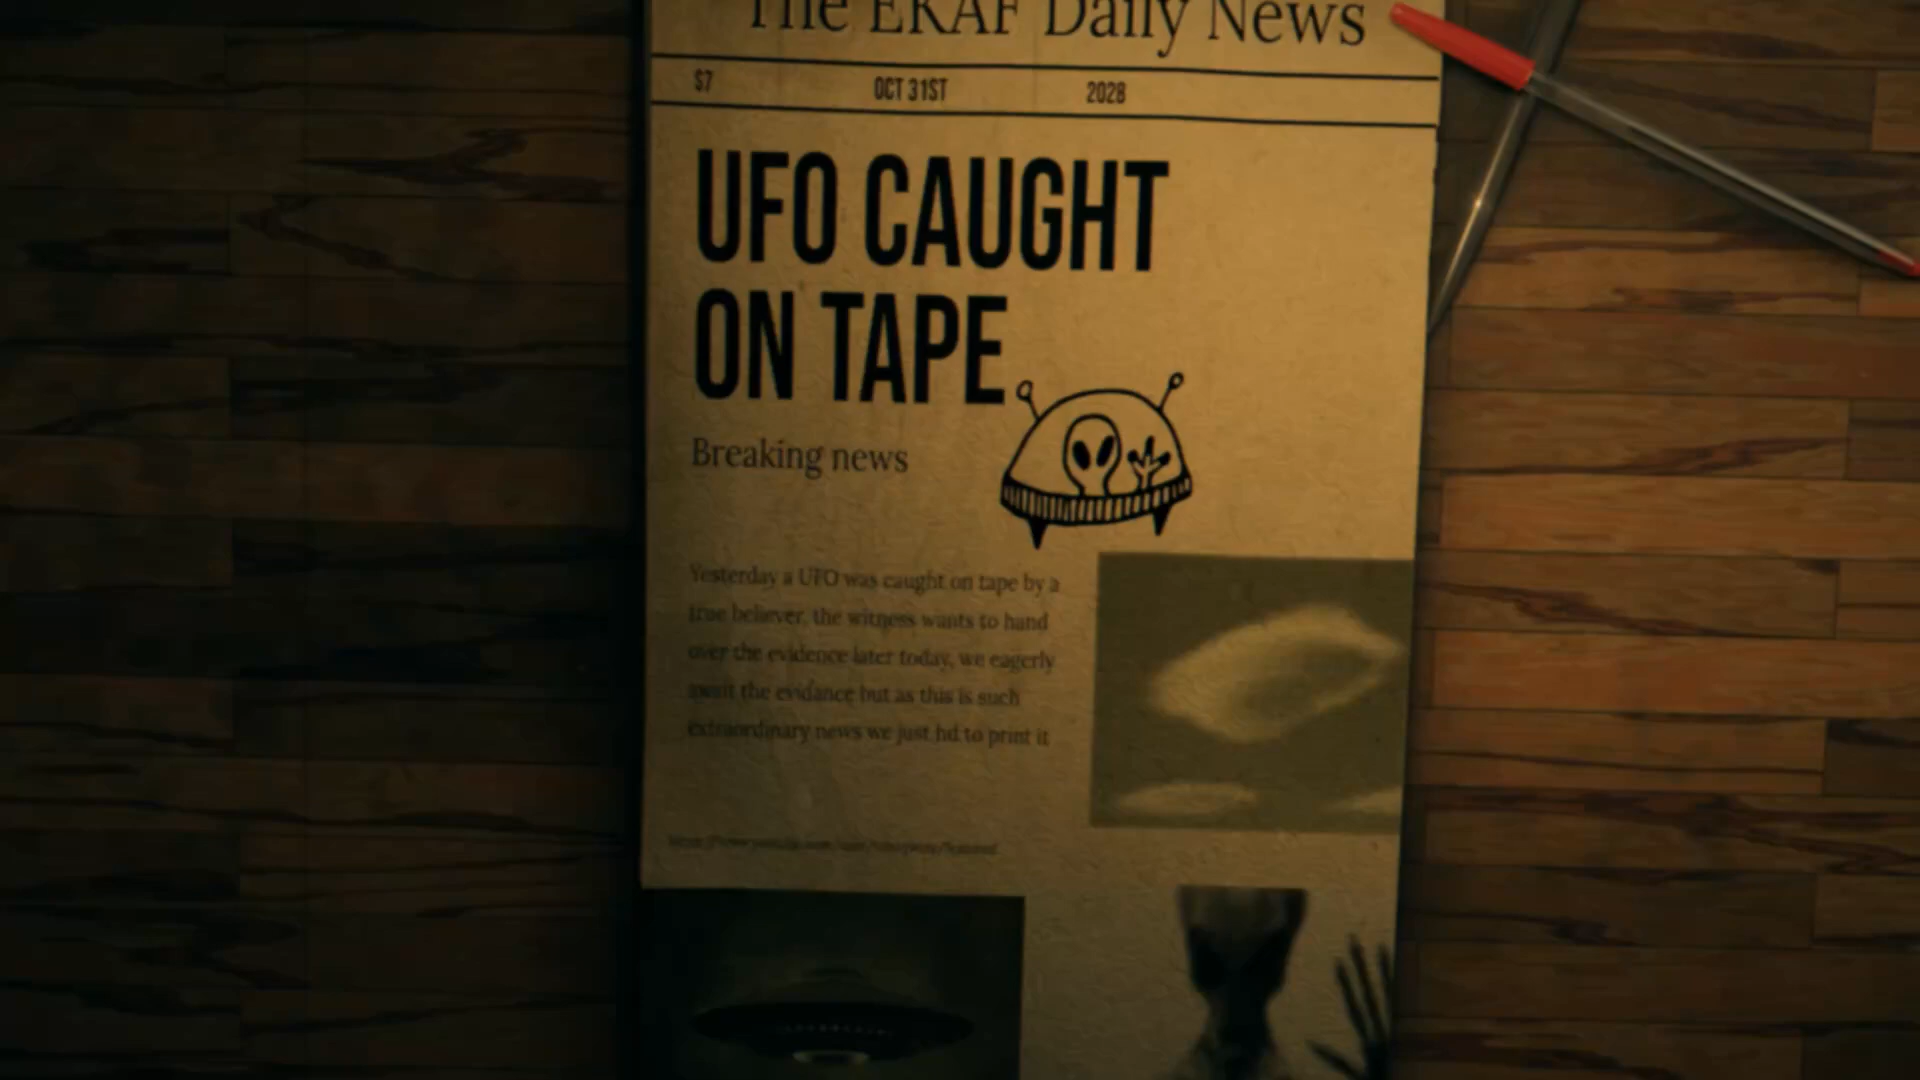 The EKAF Daily News
$7 OCT 31ST 2028
UFO CAUGHT
ON TAPE
Breaking news
Yesterday a UFO was caught on tape by a
true believer, the witness wants to hand
over the evidence later today, we eagerly
await the evidance but as this is such
extraordinary news we just hd to print it